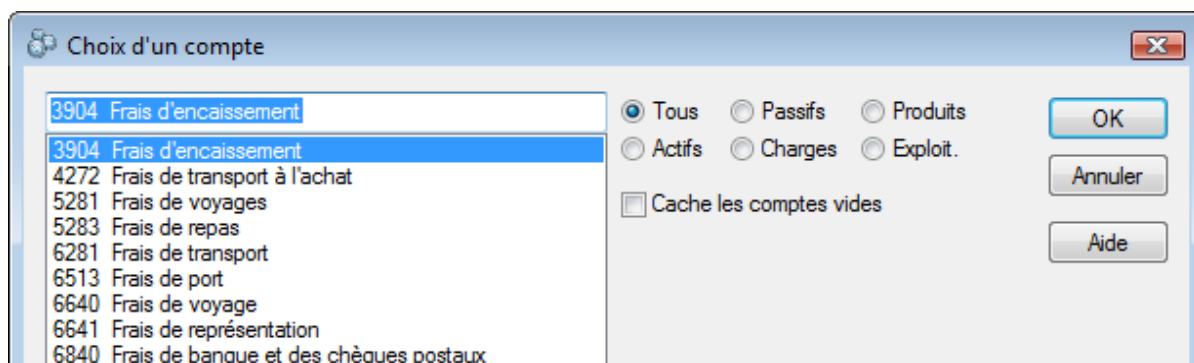 Choix d'un compte
3904 Frais d'encaissement
Tous Passifs Produits
Actifs Charges Exploit.
Cache les comptes vides
OK
Annuler
Aide
3904 Frais d'encaissement
4272 Frais de transport à l'achat
5281 Frais de voyages
5283 Frais de repas
6281 Frais de transport
6513 Frais de port
6640 Frais de voyage
6641 Frais de représentation
6840 Frais de banque et des chèques postaux